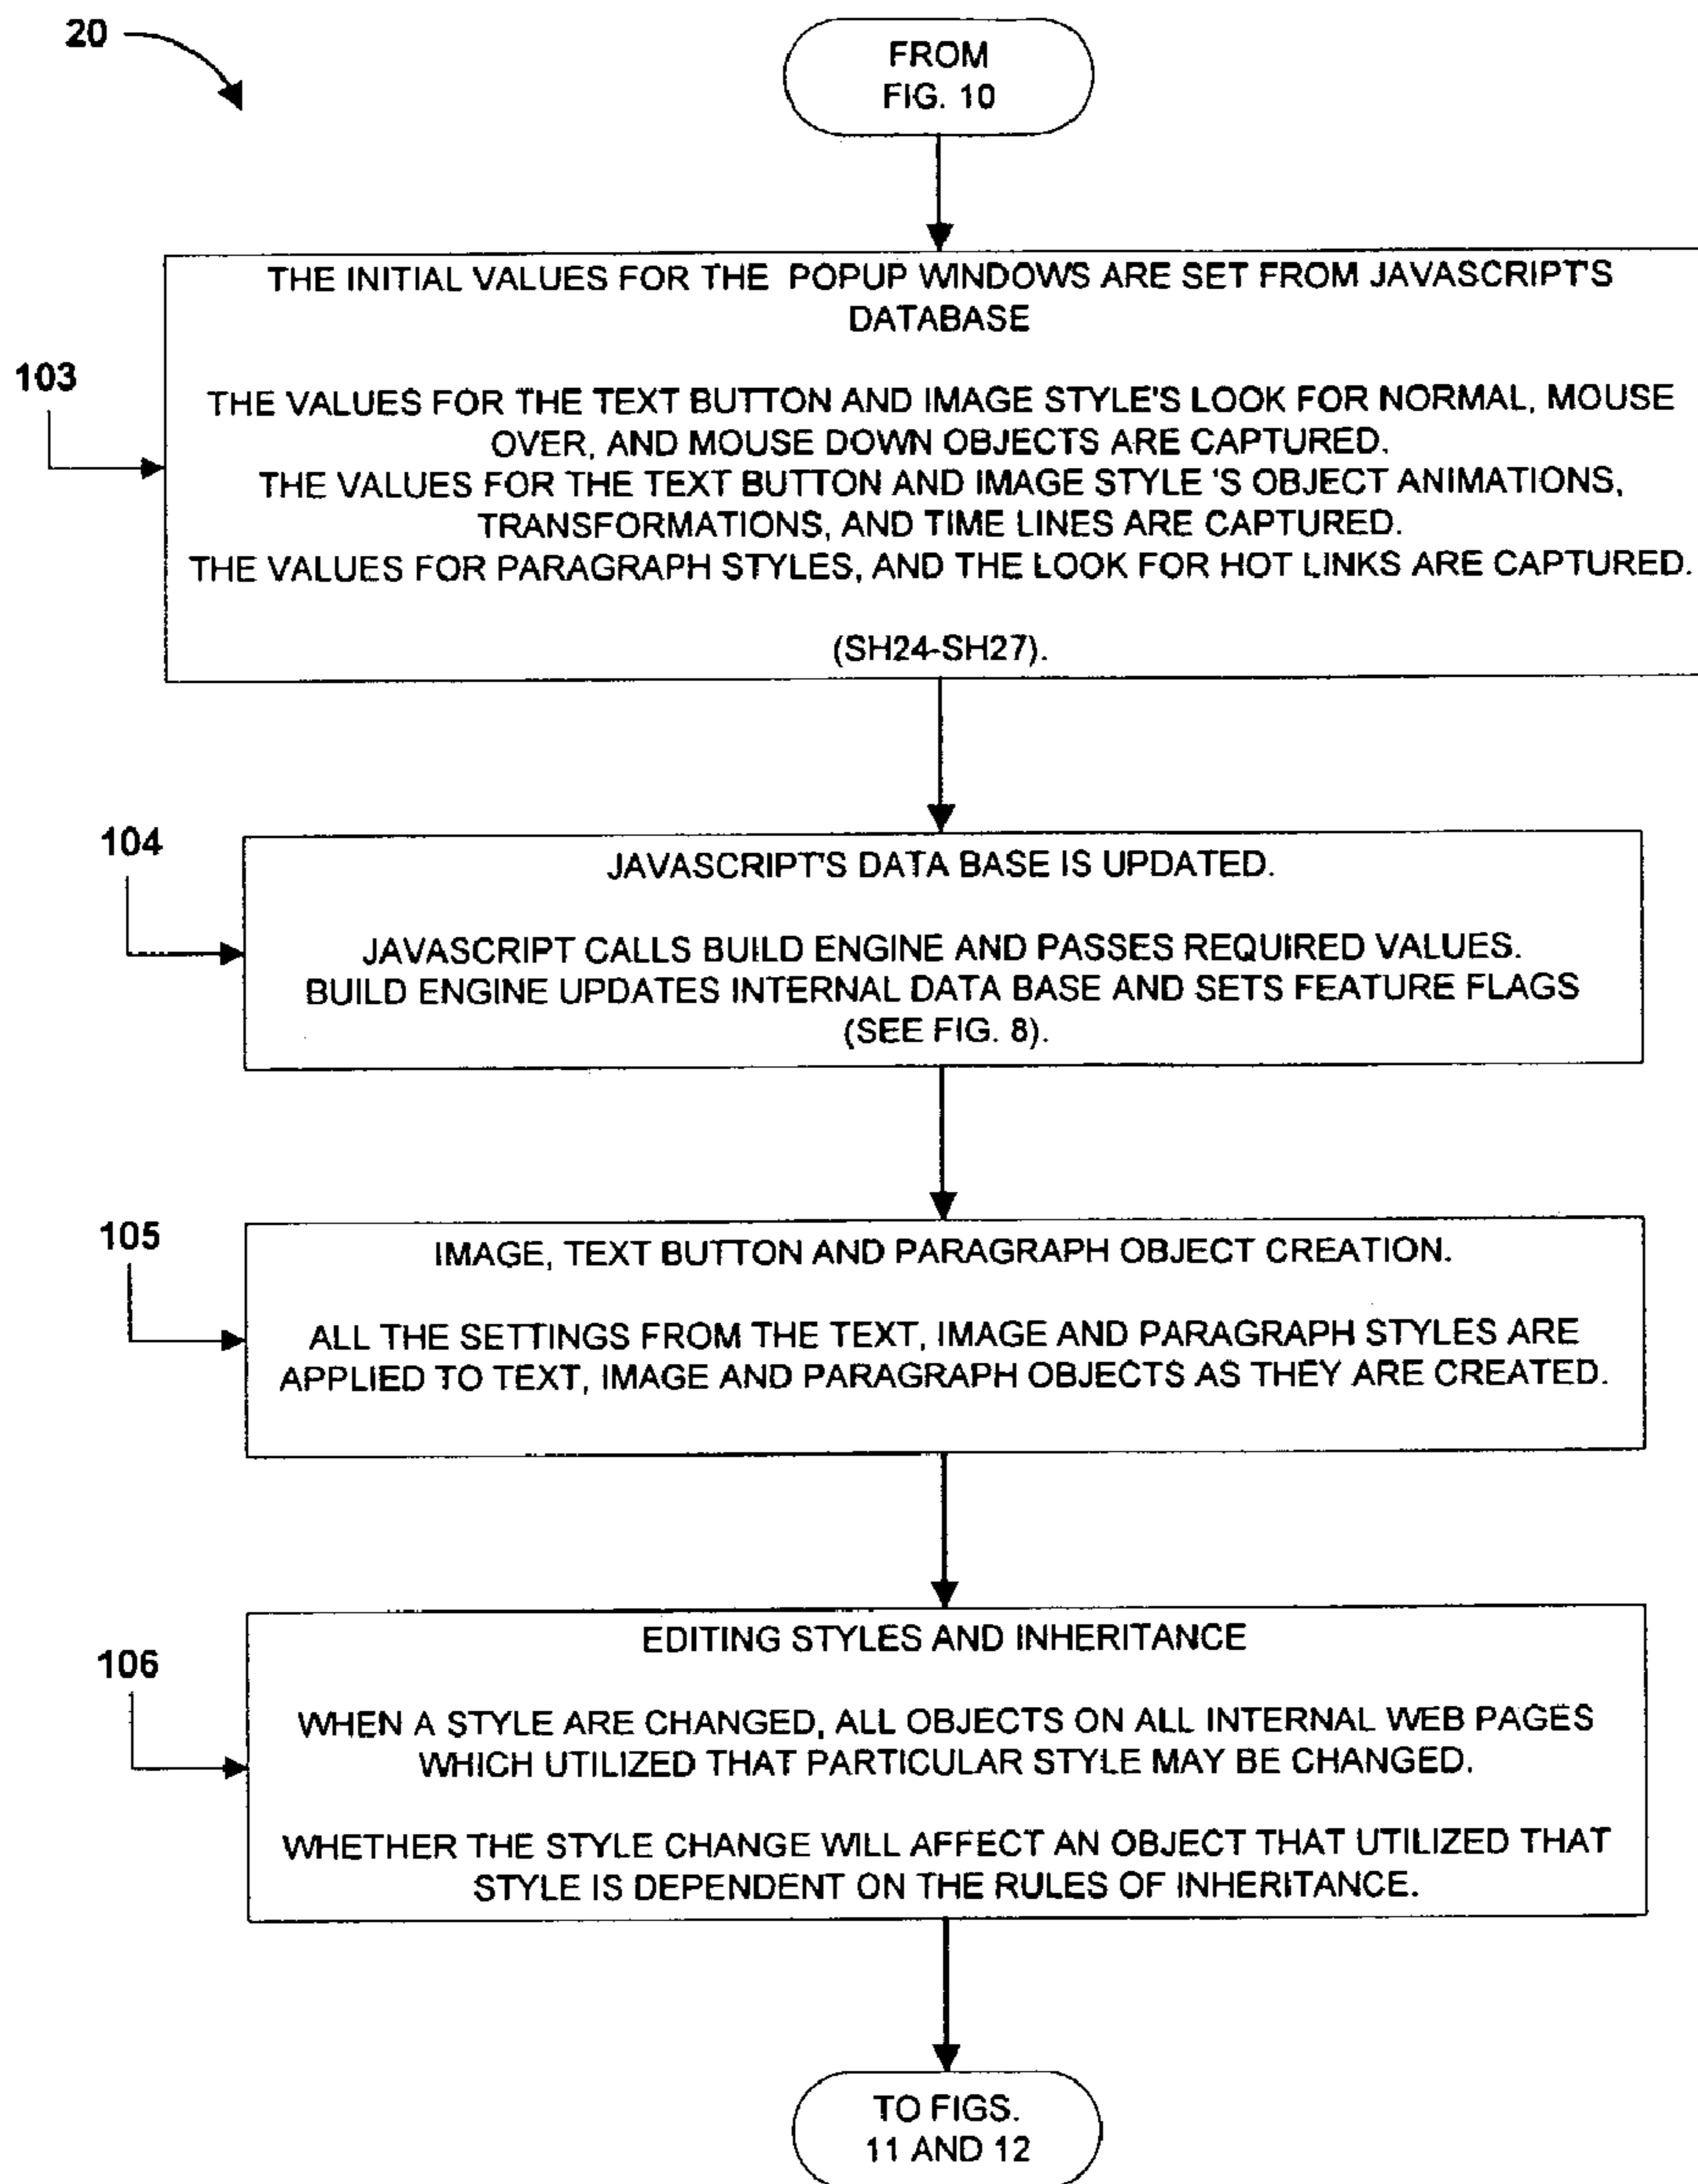 20
FROM
FIG. 10
THE INITIAL VALUES FOR THE POPUP WINDOWS ARE SET FROM JAVASCRIPT'S
DATABASE
103
THE VALUES FOR THE TEXT BUTTON AND IMAGE STYLE'S LOOK FOR NORMAL, MOUSE
OVER, AND MOUSE DOWN OBJECTS ARE CAPTURED.
THE VALUES FOR THE TEXT BUTTON AND IMAGE STYLE 'S OBJECT ANIMATIONS,
TRANSFORMATIONS, AND TIME LINES ARE CAPTURED.
THE VALUES FOR PARAGRAPH STYLES, AND THE LOOK FOR HOT LINKS ARE CAPTURED.
(SH24-SH27).
104
JAVASCRIPT'S DATA BASE IS UPDATED.
JAVASCRIPT CALLS BUILD ENGINE AND PASSES REQUIRED VALUES.
BUILD ENGINE UPDATES INTERNAL DATA BASE AND SETS FEATURE FLAGS
(SEE FIG. 8).
105
IMAGE, TEXT BUTTON AND PARAGRAPH OBJECT CREATION.
ALL THE SETTINGS FROM THE TEXT, IMAGE AND PARAGRAPH STYLES ARE
APPLIED TO TEXT, IMAGE AND PARAGRAPH OBJECTS AS THEY ARE CREATED.
106
EDITING STYLES AND INHERITANCE
WHEN A STYLE ARE CHANGED, ALL OBJECTS ON ALL INTERNAL WEB PAGES
WHICH UTILIZED THAT PARTICULAR STYLE MAY BE CHANGED.
WHETHER THE STYLE CHANGE WILL AFFECT AN OBJECT THAT UTILIZED THAT
STYLE IS DEPENDENT ON THE RULES OF INHERITANCE.
TO FIGS.
11 AND 12